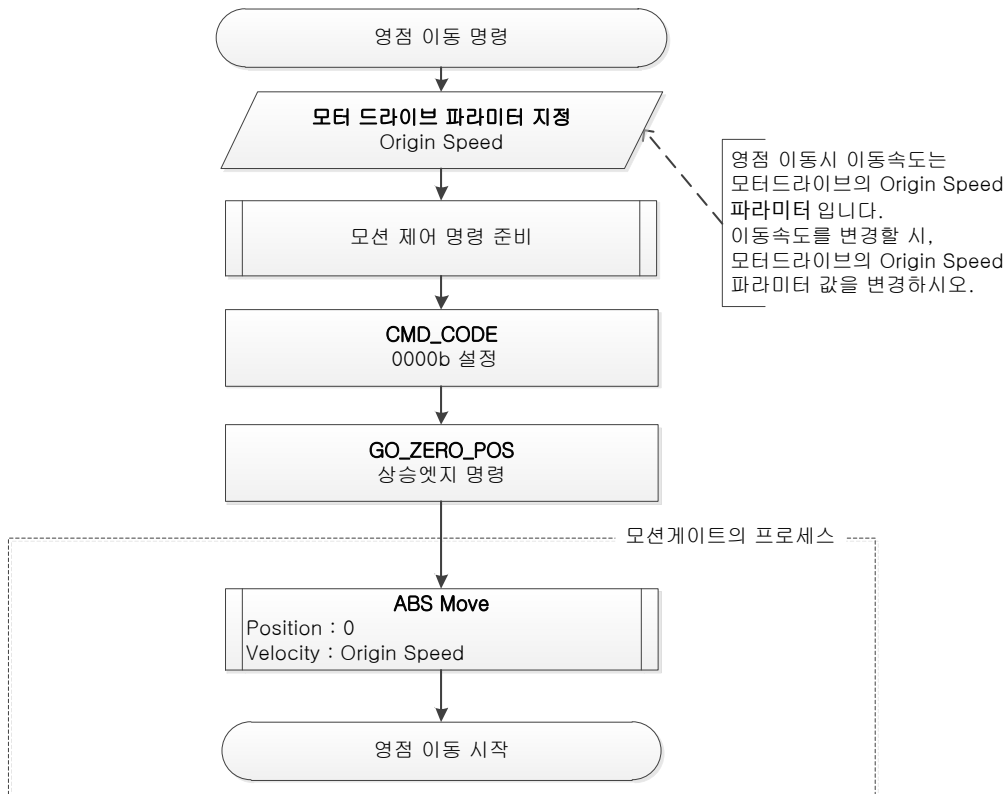 영점 이동 명령
모터 드라이브 파라미터 지정
Origin Speed
영점 이동시 이동속도는
모터드라이브의 Origin Speed
파라미터 입니다.
이동속도를 변경할 시,
모터드라이브의 Origin Speed
파라미터 값을 변경하시오.
모션 제어 명령 준비
CMD_CODE
0000b 설정
GO_ZERO_POS
상승엣지 명령
모션게이트의 프로세스
ABS Move
Position : 0
Velocity : Origin Speed
영점 이동 시작